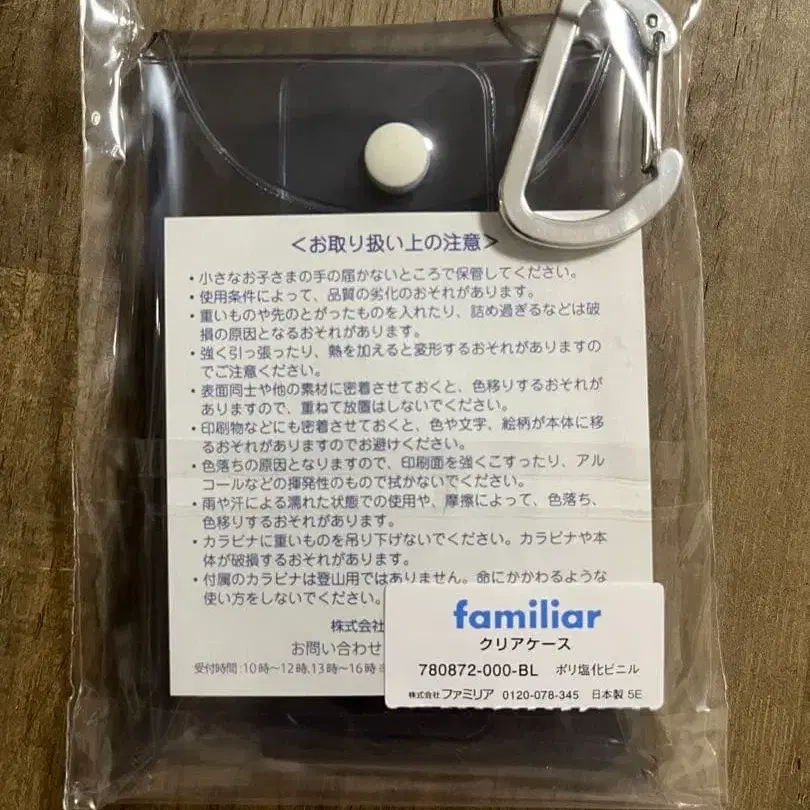 ＜お取り扱い上の注意＞
・小さなお子さまの手の届かないところで保管してください。
・使用条件によって、品質の劣化のおそれがあります。
・重いものや先のとがったものを入れたり、詰め過ぎるなどは破
損の原因となるおそれがあります。
・強く引っ張ったり、熱を加えると変形するおそれがありますの
でご注意ください。
・表面同士や他の素材に密着させておくと、色移りするおそれが
ありますので、重ねて放置はしないでください。
・印刷物などにも密着させておくと、色や文字、絵柄が本体に移
るおそれがありますのでお避けください。
・色落ちの原因となりますので、印刷面を強くこすったり、アル
コールなどの揮発性のもので拭かないでください。
・雨や汗による濡れた状態での使用や、摩擦によって、色落ち、
色移りするおそれがあります。
・カラビナに重いものを吊り下げないでください。カラビナや本
体が破損するおそれがあります。
・付属のカラビナは登山用ではありません。命にかかわるような
使い方をしないでください。
株式会社
お問い合わせ
受付時間：10時〜12時、13時〜16時※
familiar
クリアケース
780872-000-BL ポリ塩化ビニル
株式会社ファミリア 0120-078-345 日本製 5E